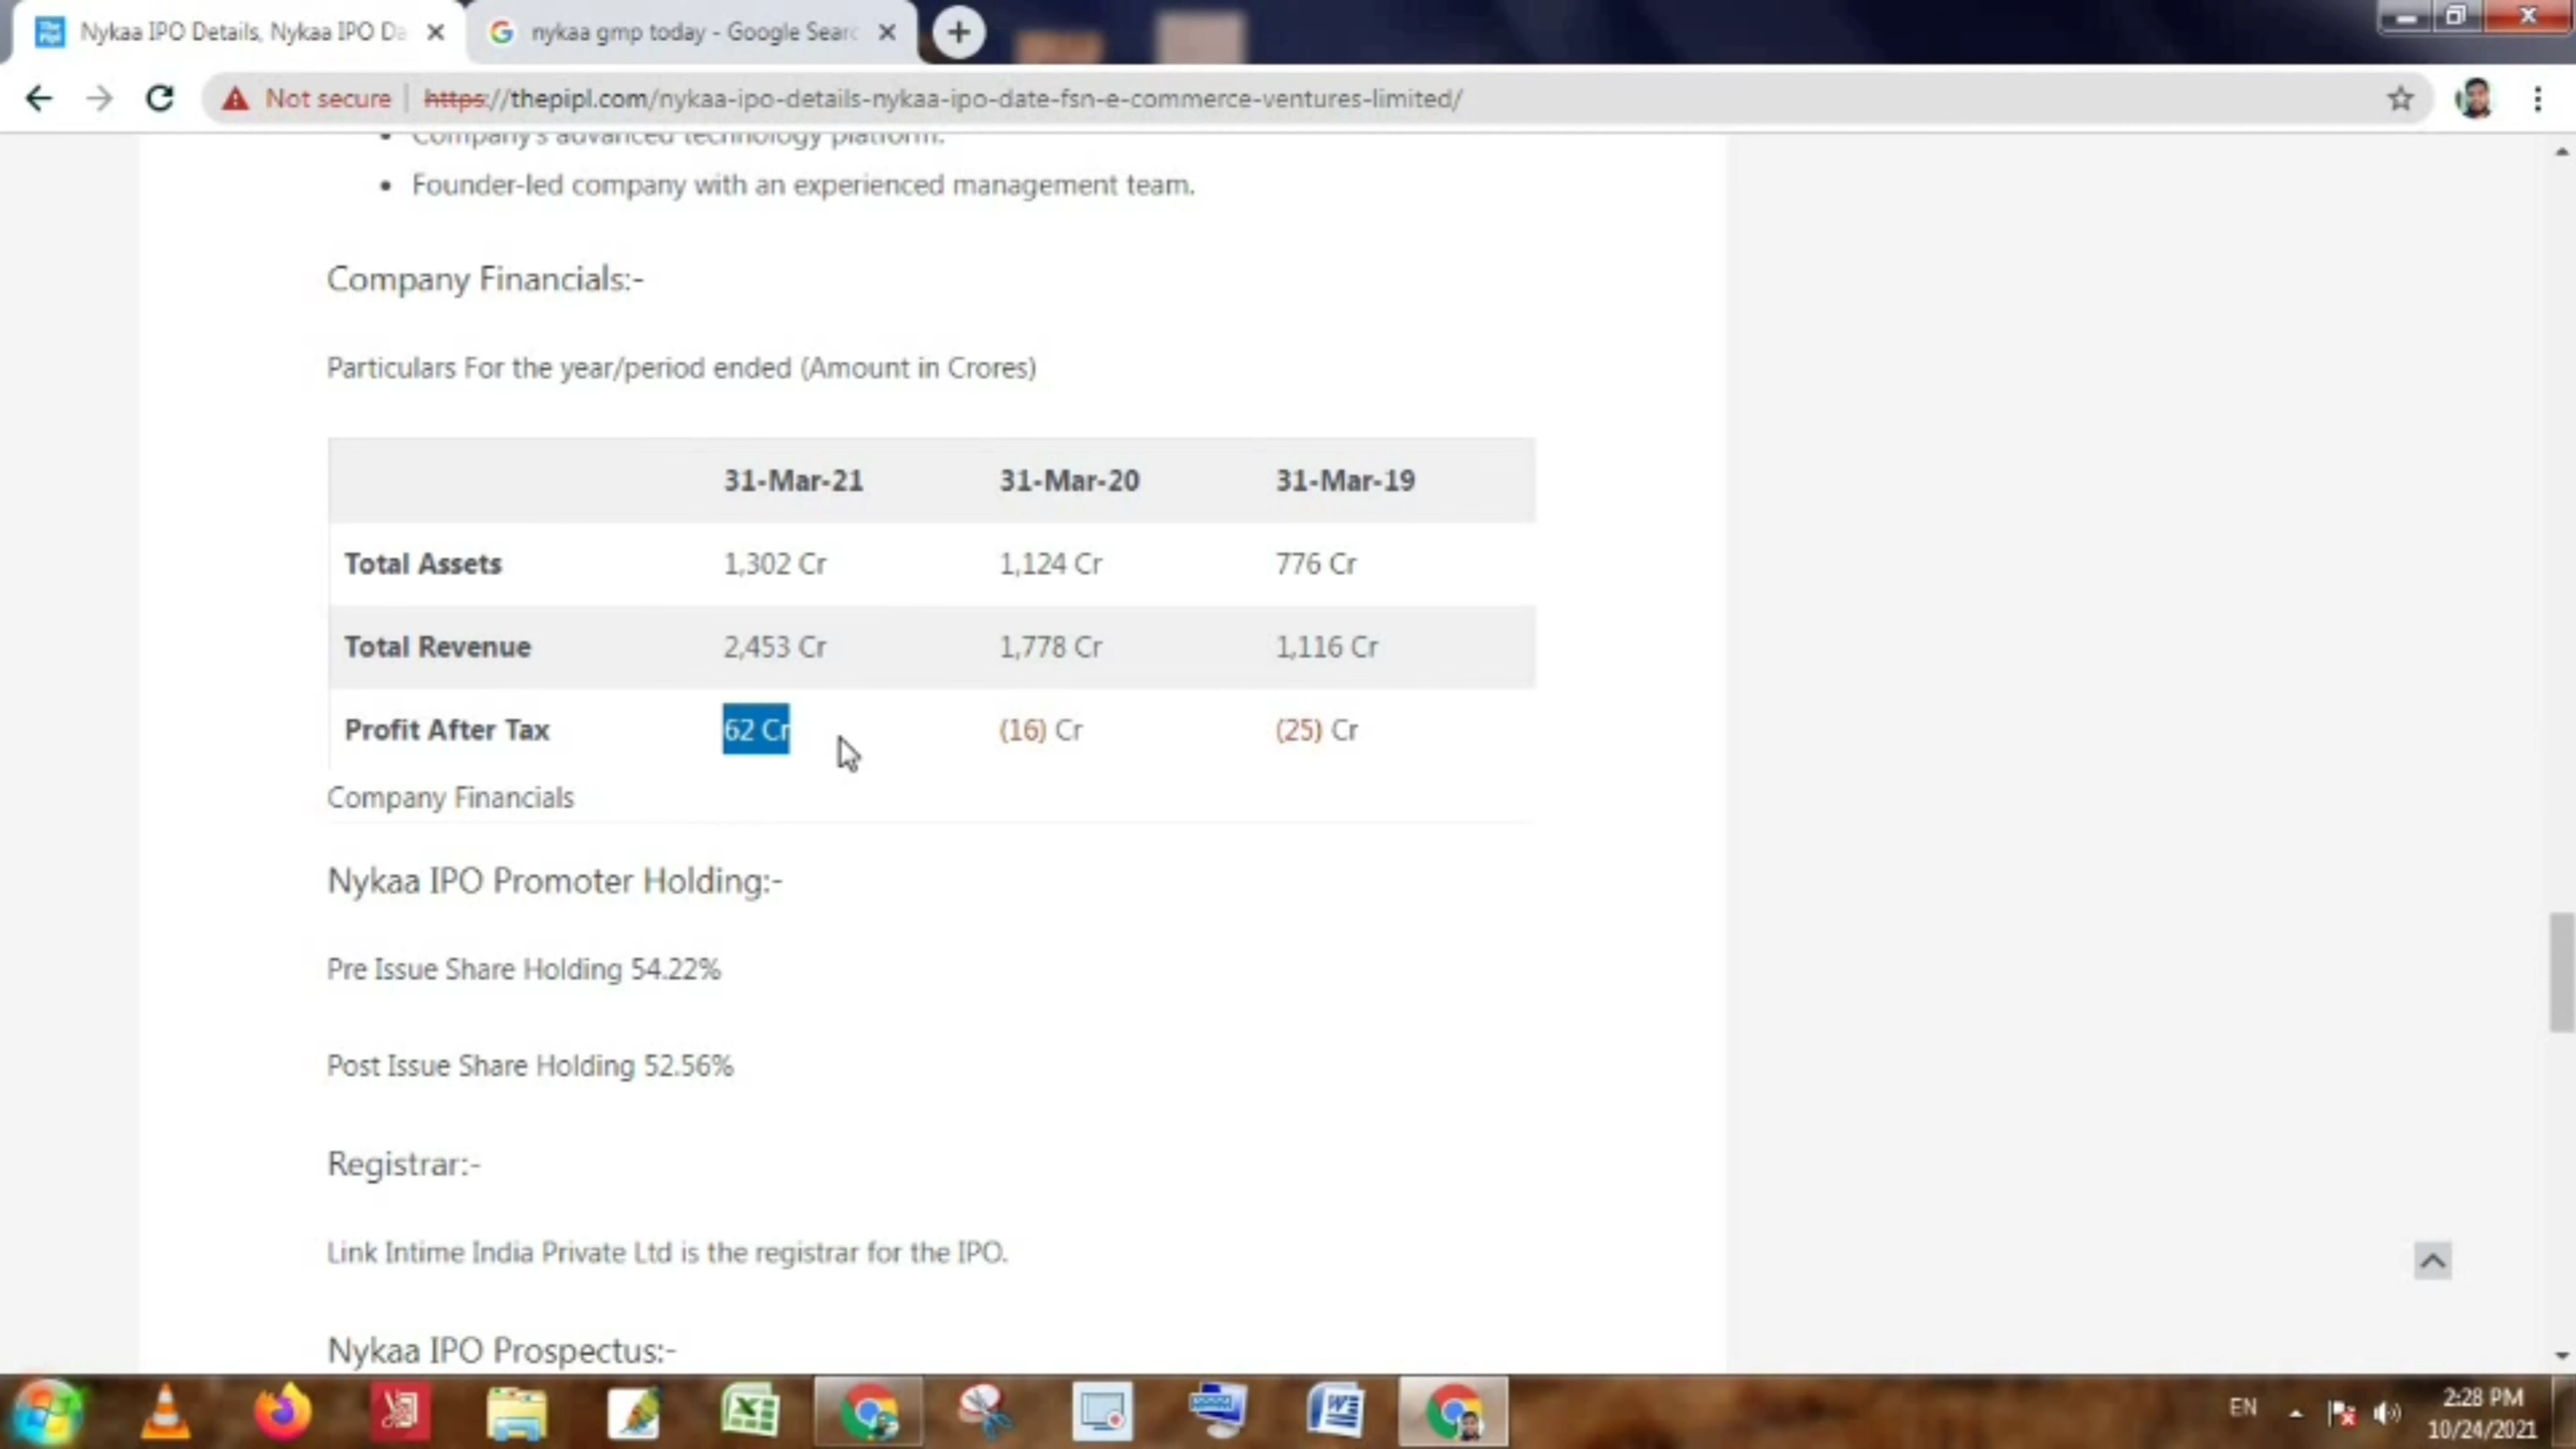 Nykaa IPO Details, Nykaa IPO Da
nykaa gmp today - Google Searc
Not secure | https://thepipl.com/nykaa-ipo-details-nykaa-ipo-date-fsn-e-commerce-ventures-limited/
• Company's advanced technology platform.
• Founder-led company with an experienced management team.
Company Financials:-
Particulars For the year/period ended (Amount in Crores)
31-Mar-21 31-Mar-20 31-Mar-19
Total Assets 1,302 Cr 1,124 Cr 776 Cr
Total Revenue 2,453 Cr 1,778 Cr 1,116 Cr
Profit After Tax 62 Cr (16) Cr (25) Cr
Company Financials
Nykaa IPO Promoter Holding:-
Pre Issue Share Holding 54.22%
Post Issue Share Holding 52.56%
Registrar:-
Link Intime India Private Ltd is the registrar for the IPO.
Nykaa IPO Prospectus:-
EN
2:28 PM
10/24/2021